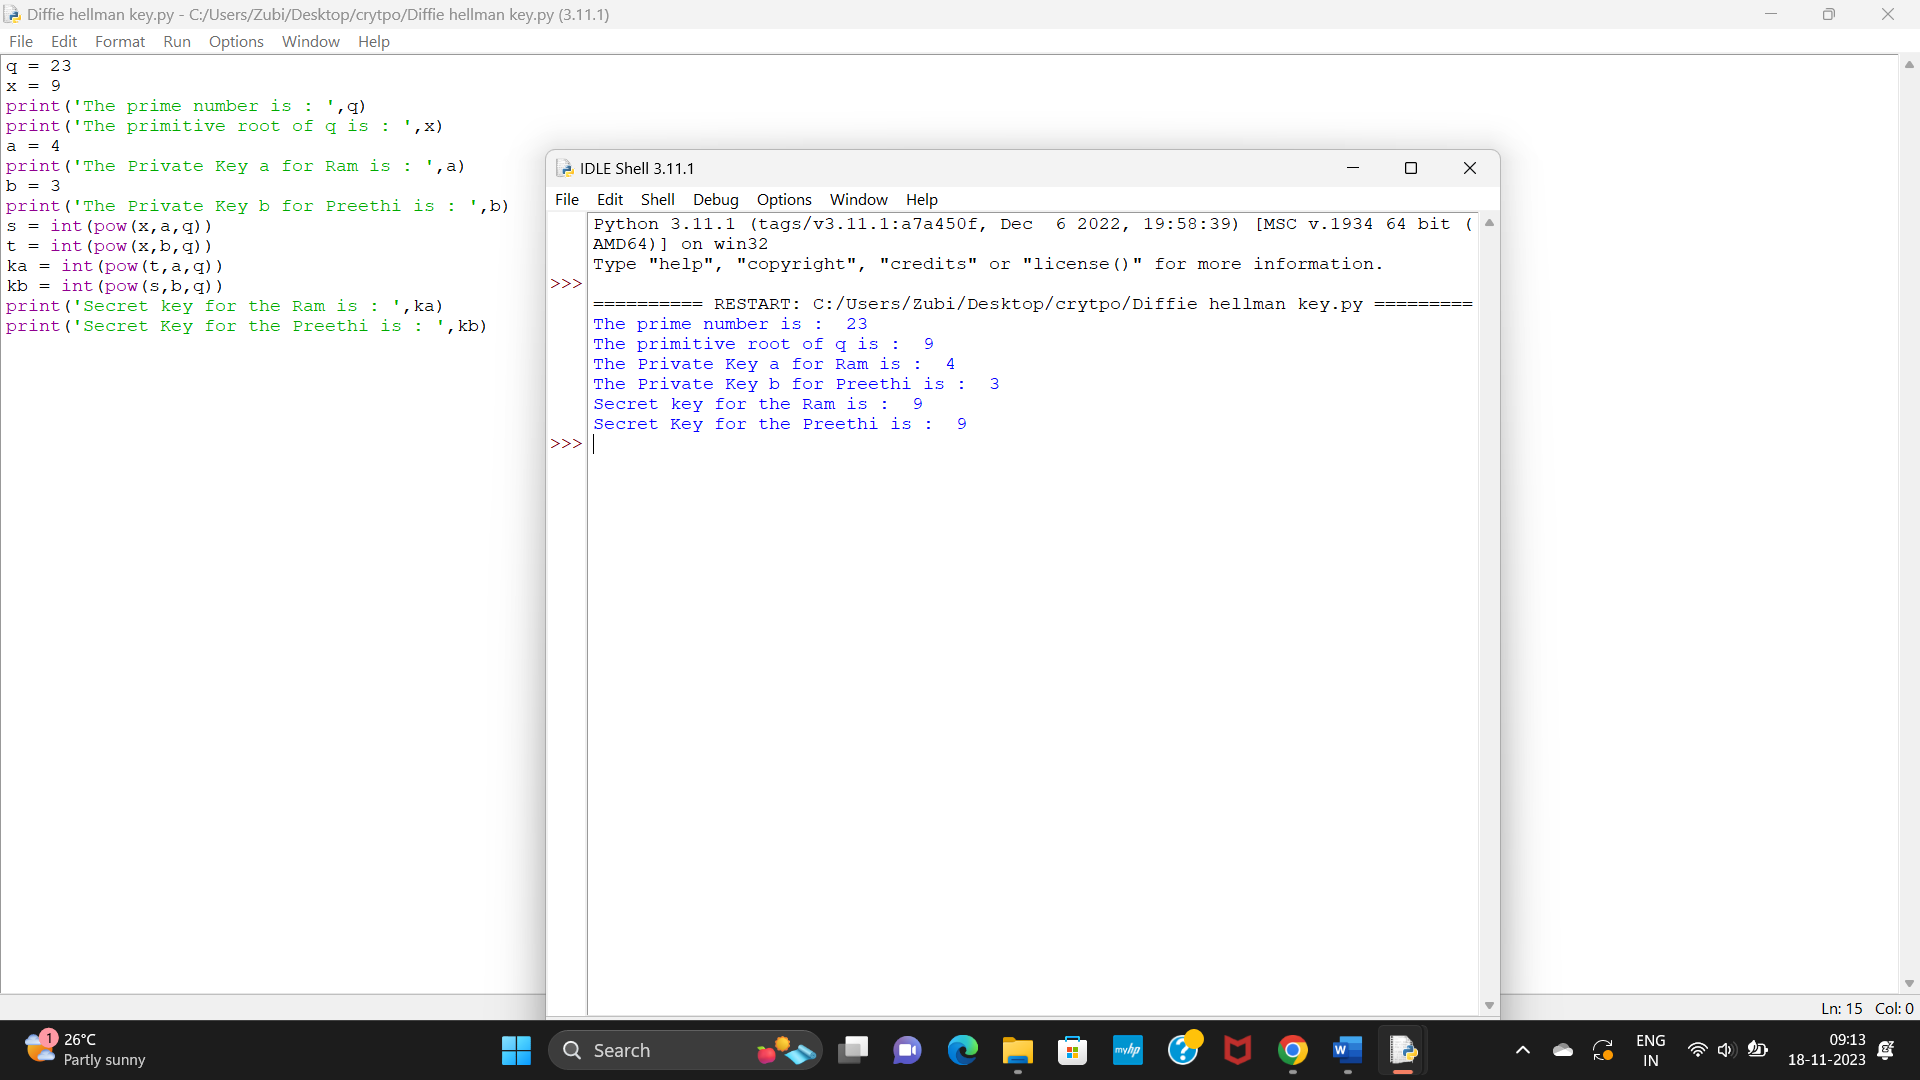 Diffie hellman key.py - C:/Users/Zubi/Desktop/crytpo/Diffie hellman key.py (3.11.1)
File Edit Format Run Options Window Help
q = 23
x = 9
print('The prime number is : ',q)
print('The primitive root of q is : ',x)
a = 4
print('The Private Key a for Ram is : ',a)
b = 3
print('The Private Key b for Preethi is : ',b)
s = int(pow(x,a,q))
t = int(pow(x,b,q))
ka = int(pow(t,a,q))
kb = int(pow(s,b,q))
print('Secret key for the Ram is : ',ka)
print('Secret Key for the Preethi is : ',kb)
IDLE Shell 3.11.1
File Edit Shell Debug Options Window Help
Python 3.11.1 (tags/v3.11.1:a7a450f, Dec  6 2022, 19:58:39) [MSC v.1934 64 bit (
AMD64)] on win32
Type "help", "copyright", "credits" or "license()" for more information.
>>>
========== RESTART: C:/Users/Zubi/Desktop/crytpo/Diffie hellman key.py =========
The prime number is :  23
The primitive root of q is :  9
The Private Key a for Ram is :  4
The Private Key b for Preethi is :  3
Secret key for the Ram is :  9
Secret Key for the Preethi is :  9
>>>
Ln: 15 Col: 0
1
26°C
Partly sunny
Search
myhp
W
ENG
IN
09:13
18-11-2023